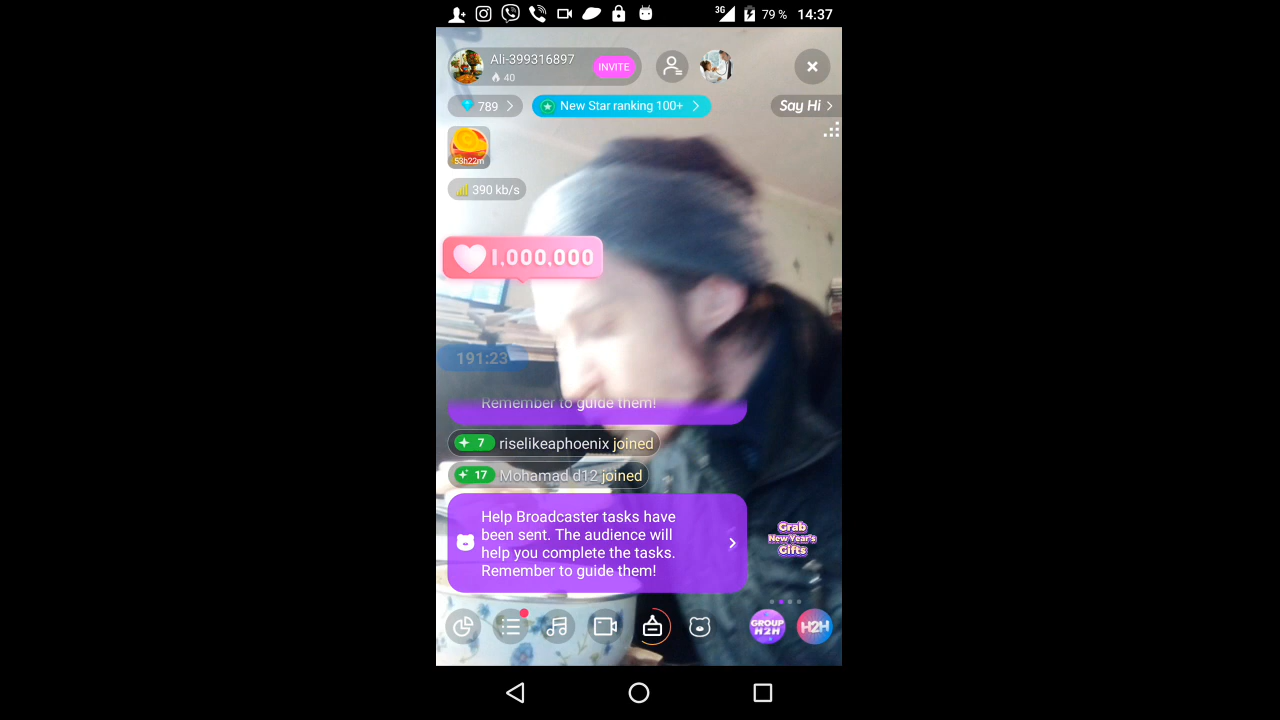 3G
79 %
14:37
Ali-399316897
40
INVITE
789
New Star ranking 100+
Say Hi
53h22m
390 kb/s
1,000,000
191:23
Remember to guide them!
7 riselikeaphoenix joined
17 Mohamad d12 joined
Help Broadcaster tasks have
been sent. The audience will
help you complete the tasks.
Remember to guide them!
Grab
New Year's
Gifts
GROUP
H2H
H2H